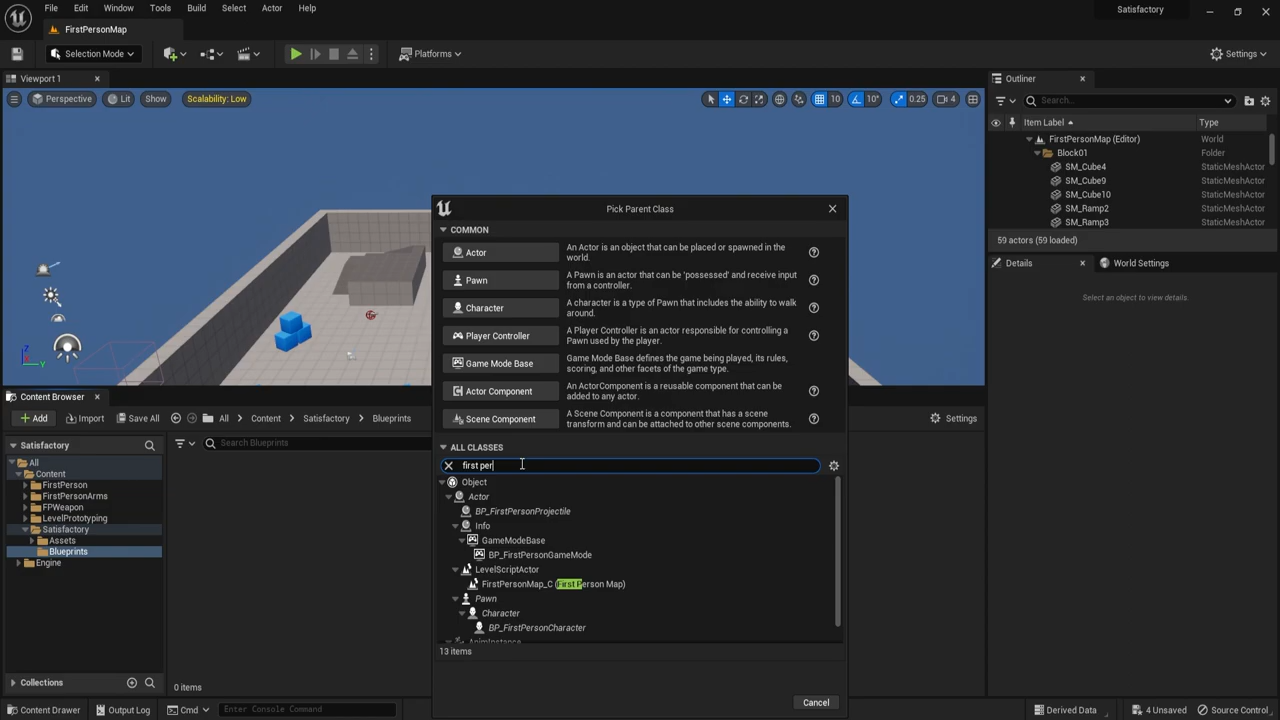 File Edit Window Tools Build Select Actor Help
Satisfactory
FirstPersonMap
Selection Mode
Platforms
Settings
Viewport 1
Perspective Lit Show Scalability: Low
10 10° 0.25 4
Outliner
Search...
Item Label Type
FirstPersonMap (Editor) World
Block01 Folder
SM_Cube4 StaticMeshActor
SM_Cube9 StaticMeshActor
SM_Cube10 StaticMeshActor
SM_Ramp2 StaticMeshActor
SM_Ramp3 StaticMeshActor
59 actors (59 loaded)
Details World Settings
Select an object to view details.
Pick Parent Class
COMMON
Actor
An Actor is an object that can be placed or spawned in the
world.
Pawn
A Pawn is an actor that can be 'possessed' and receive input
from a controller.
Character
A character is a type of Pawn that includes the ability to walk
around.
Player Controller
A Player Controller is an actor responsible for controlling a
Pawn used by the player.
Game Mode Base
Game Mode Base defines the game being played, its rules,
scoring, and other facets of the game type.
Actor Component
An ActorComponent is a reusable component that can be
added to any actor.
Scene Component
A Scene Component is a component that has a scene
transform and can be attached to other scene components.
ALL CLASSES
first per
Object
Actor
BP_FirstPersonProjectile
Info
GameModeBase
BP_FirstPersonGameMode
LevelScriptActor
FirstPersonMap_C (First Person Map)
Pawn
Character
BP_FirstPersonCharacter
AnimInstance
13 items
Cancel
Content Browser
Add Import Save All All Content Satisfactory Blueprints
Settings
Satisfactory
Search Blueprints
All
Content
FirstPerson
FirstPersonArms
FPWeapon
LevelPrototyping
Satisfactory
Assets
Blueprints
Engine
Collections
0 items
Content Drawer Output Log Cmd Enter Console Command
Derived Data 4 Unsaved Source Control